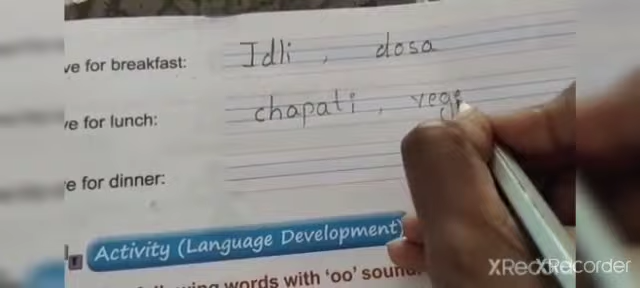 ve for breakfast: Idli, dosa
ve for lunch: chapati, vege
e for dinner:
Activity (Language Development)
words with 'oo' sound.
XRecorder